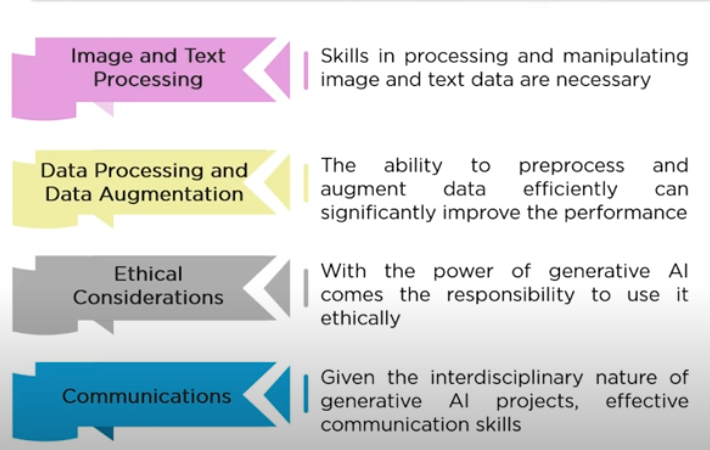 Image and Text
Processing
Skills in processing and manipulating
image and text data are necessary
Data Processing and
Data Augmentation
The ability to preprocess and
augment data efficiently can
significantly improve the performance
Ethical
Considerations
With the power of generative AI
comes the responsibility to use it
ethically
Communications
Given the interdisciplinary nature of
generative AI projects, effective
communication skills